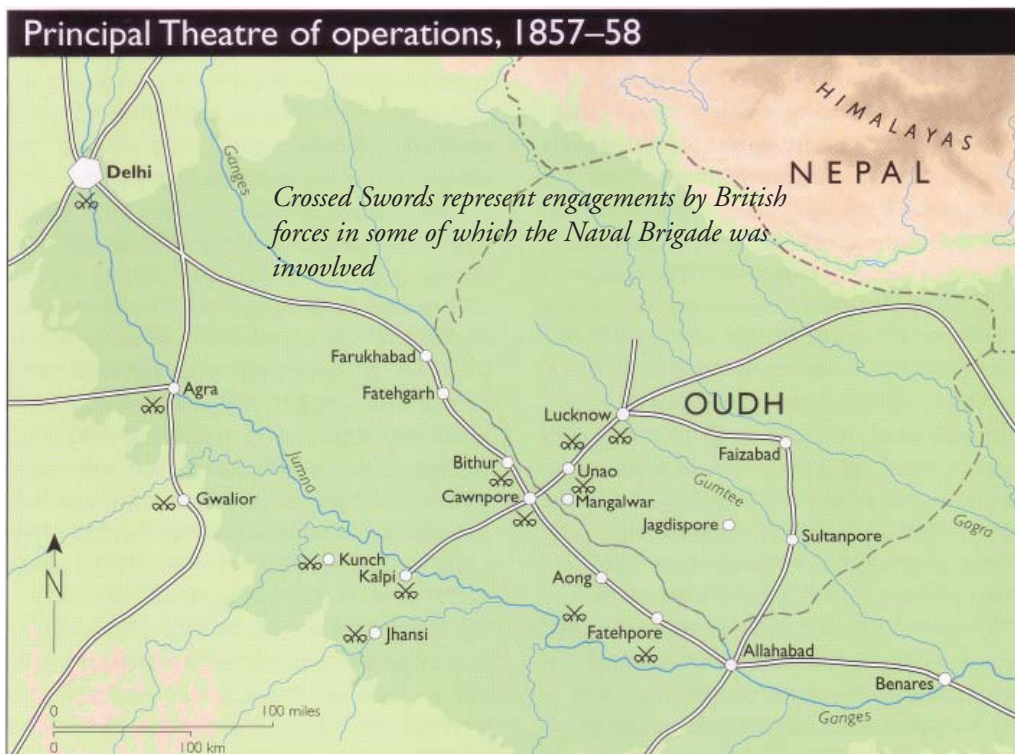 Principal Theatre of operations, 1857–58
HIMALAYAS
NEPAL
Delhi
Ganges
Crossed Swords represent engagements by British
forces in some of which the Naval Brigade was
invovlved
Farukhabad
Agra
Fatehgarh
Lucknow
OUDH
Faizabad
Jumna
Bithur
Unao
Gumtee
Gwalior
Cawnpore
Mangalwar
Gogra
Jagdispore
Sultanpore
N
Kunch
Kalpi
Aong
Jhansi
Fatehpore
Allahabad
Benares
Ganges
0 100 miles
0 100 km